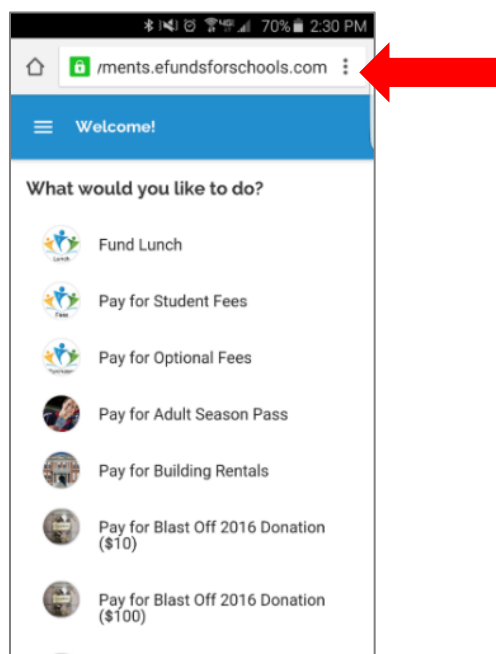 70% 2:30 PM
/ments.efundsforschools.com
Welcome!
What would you like to do?
Lunch
Fund Lunch
Fees
Pay for Student Fees
Pay for Optional Fees
Pay for Adult Season Pass
Pay for Building Rentals
Pay for Blast Off 2016 Donation
($10)
Pay for Blast Off 2016 Donation
($100)